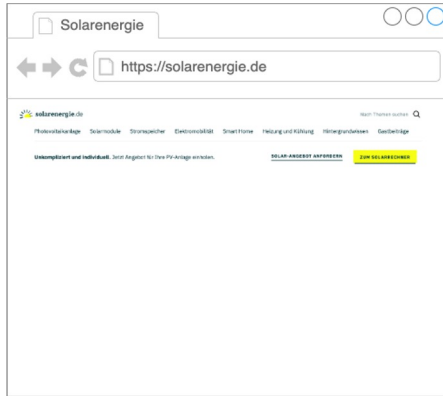 Solarenergie
https://solarenergie.de
solarenergie.de
Nach Themen suchen
Photovoltaikanlage Solarmodule Stromspeicher Elektromobilität Smart Home Heizung und Kühlung Hintergrundwissen Gastbeiträge
Unkompliziert und individuell. Jetzt Angebot für Ihre PV-Anlage einholen.
SOLAR-ANGEBOT ANFORDERN
ZUM SOLARRECHNER